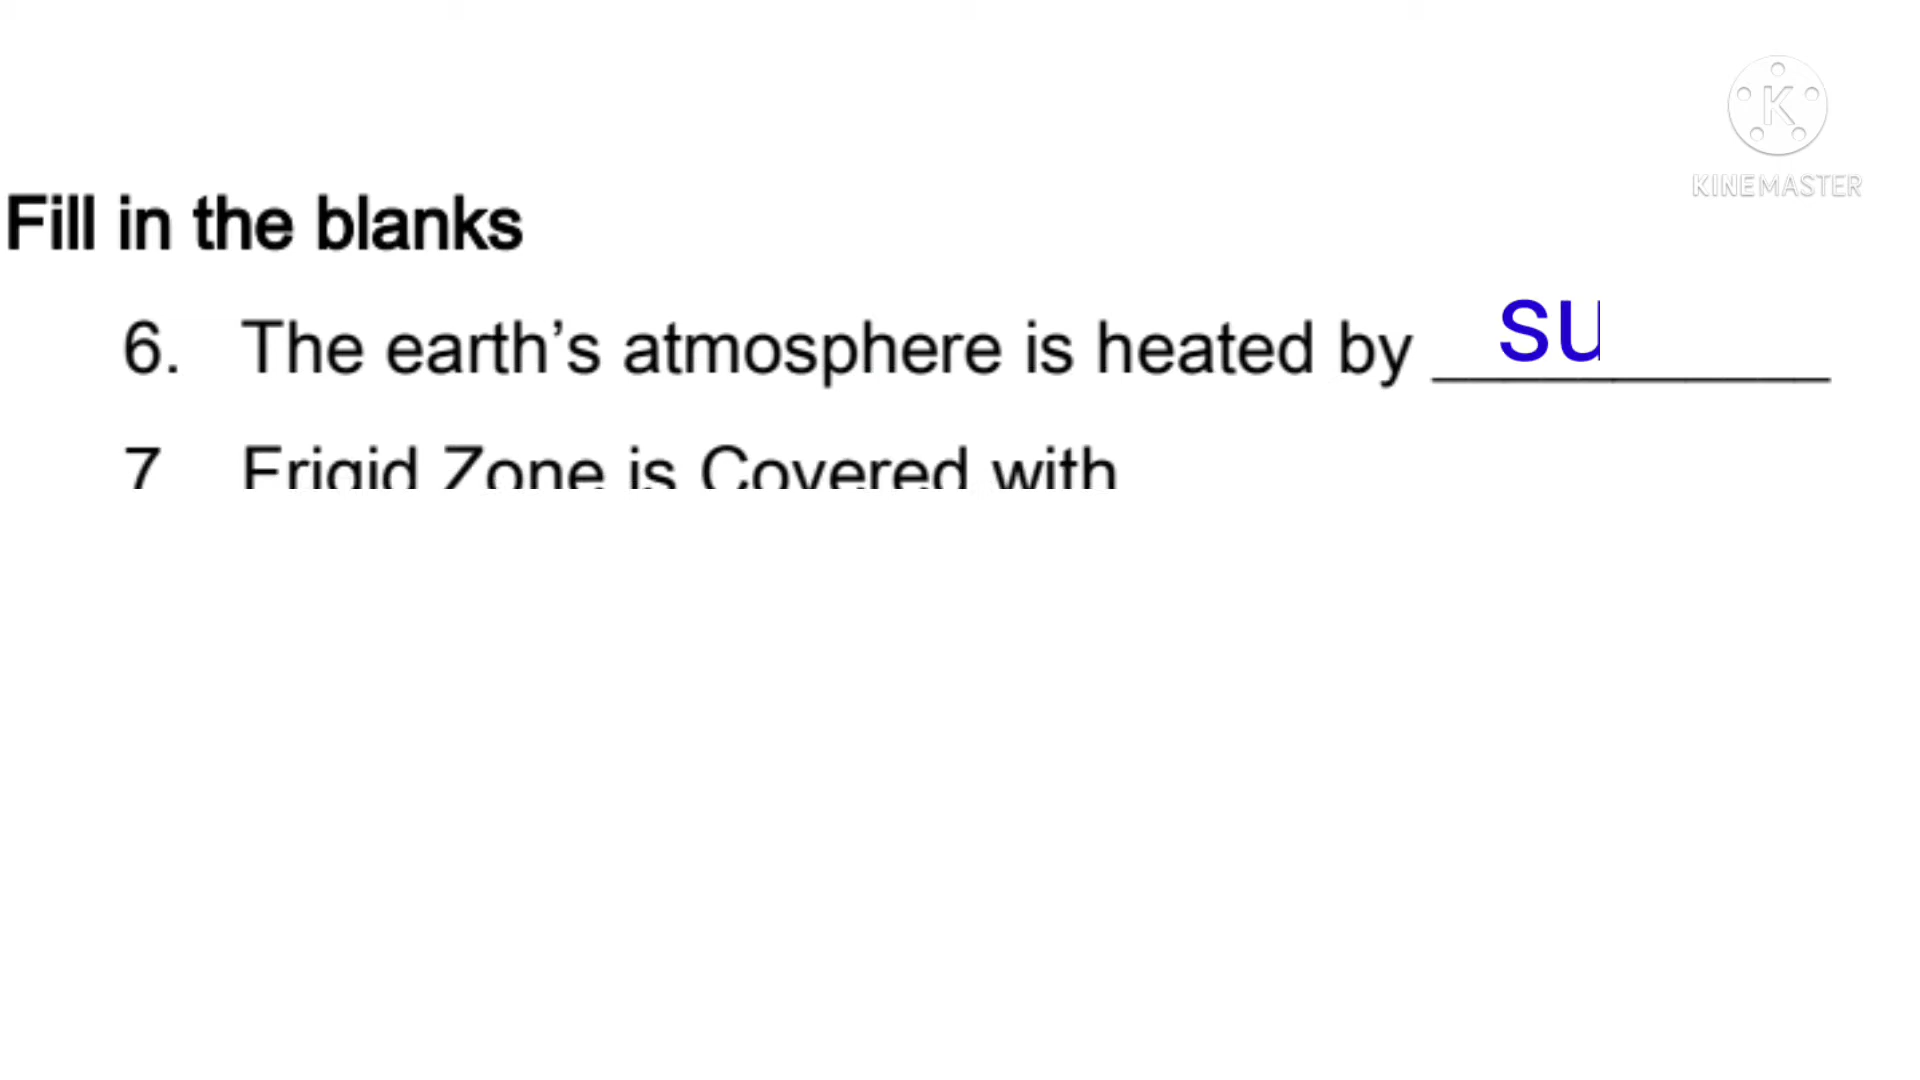 K
KINEMASTER
Fill in the blanks
6. The earth’s atmosphere is heated by ___________ su
7 Frigid Zone is Covered with